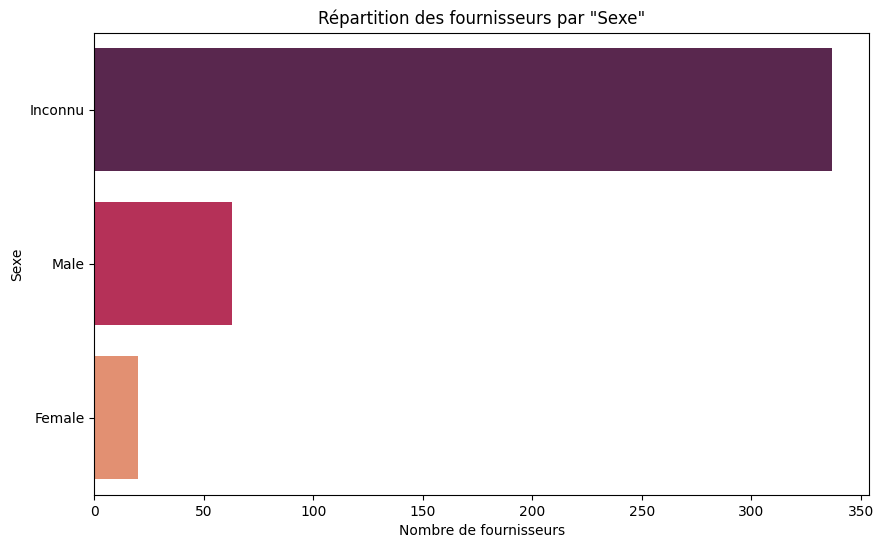 Répartition des fournisseurs par "Sexe"
Inconnu
Male
Female
Sexe
0 50 100 150 200 250 300 350
Nombre de fournisseurs